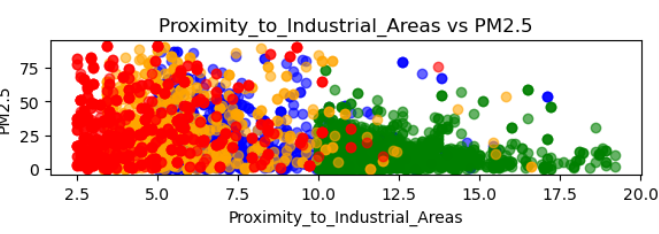 Proximity_to_Industrial_Areas vs PM2.5
PM2.5
75
50
25
0
2.5 5.0 7.5 10.0 12.5 15.0 17.5 20.0
Proximity_to_Industrial_Areas